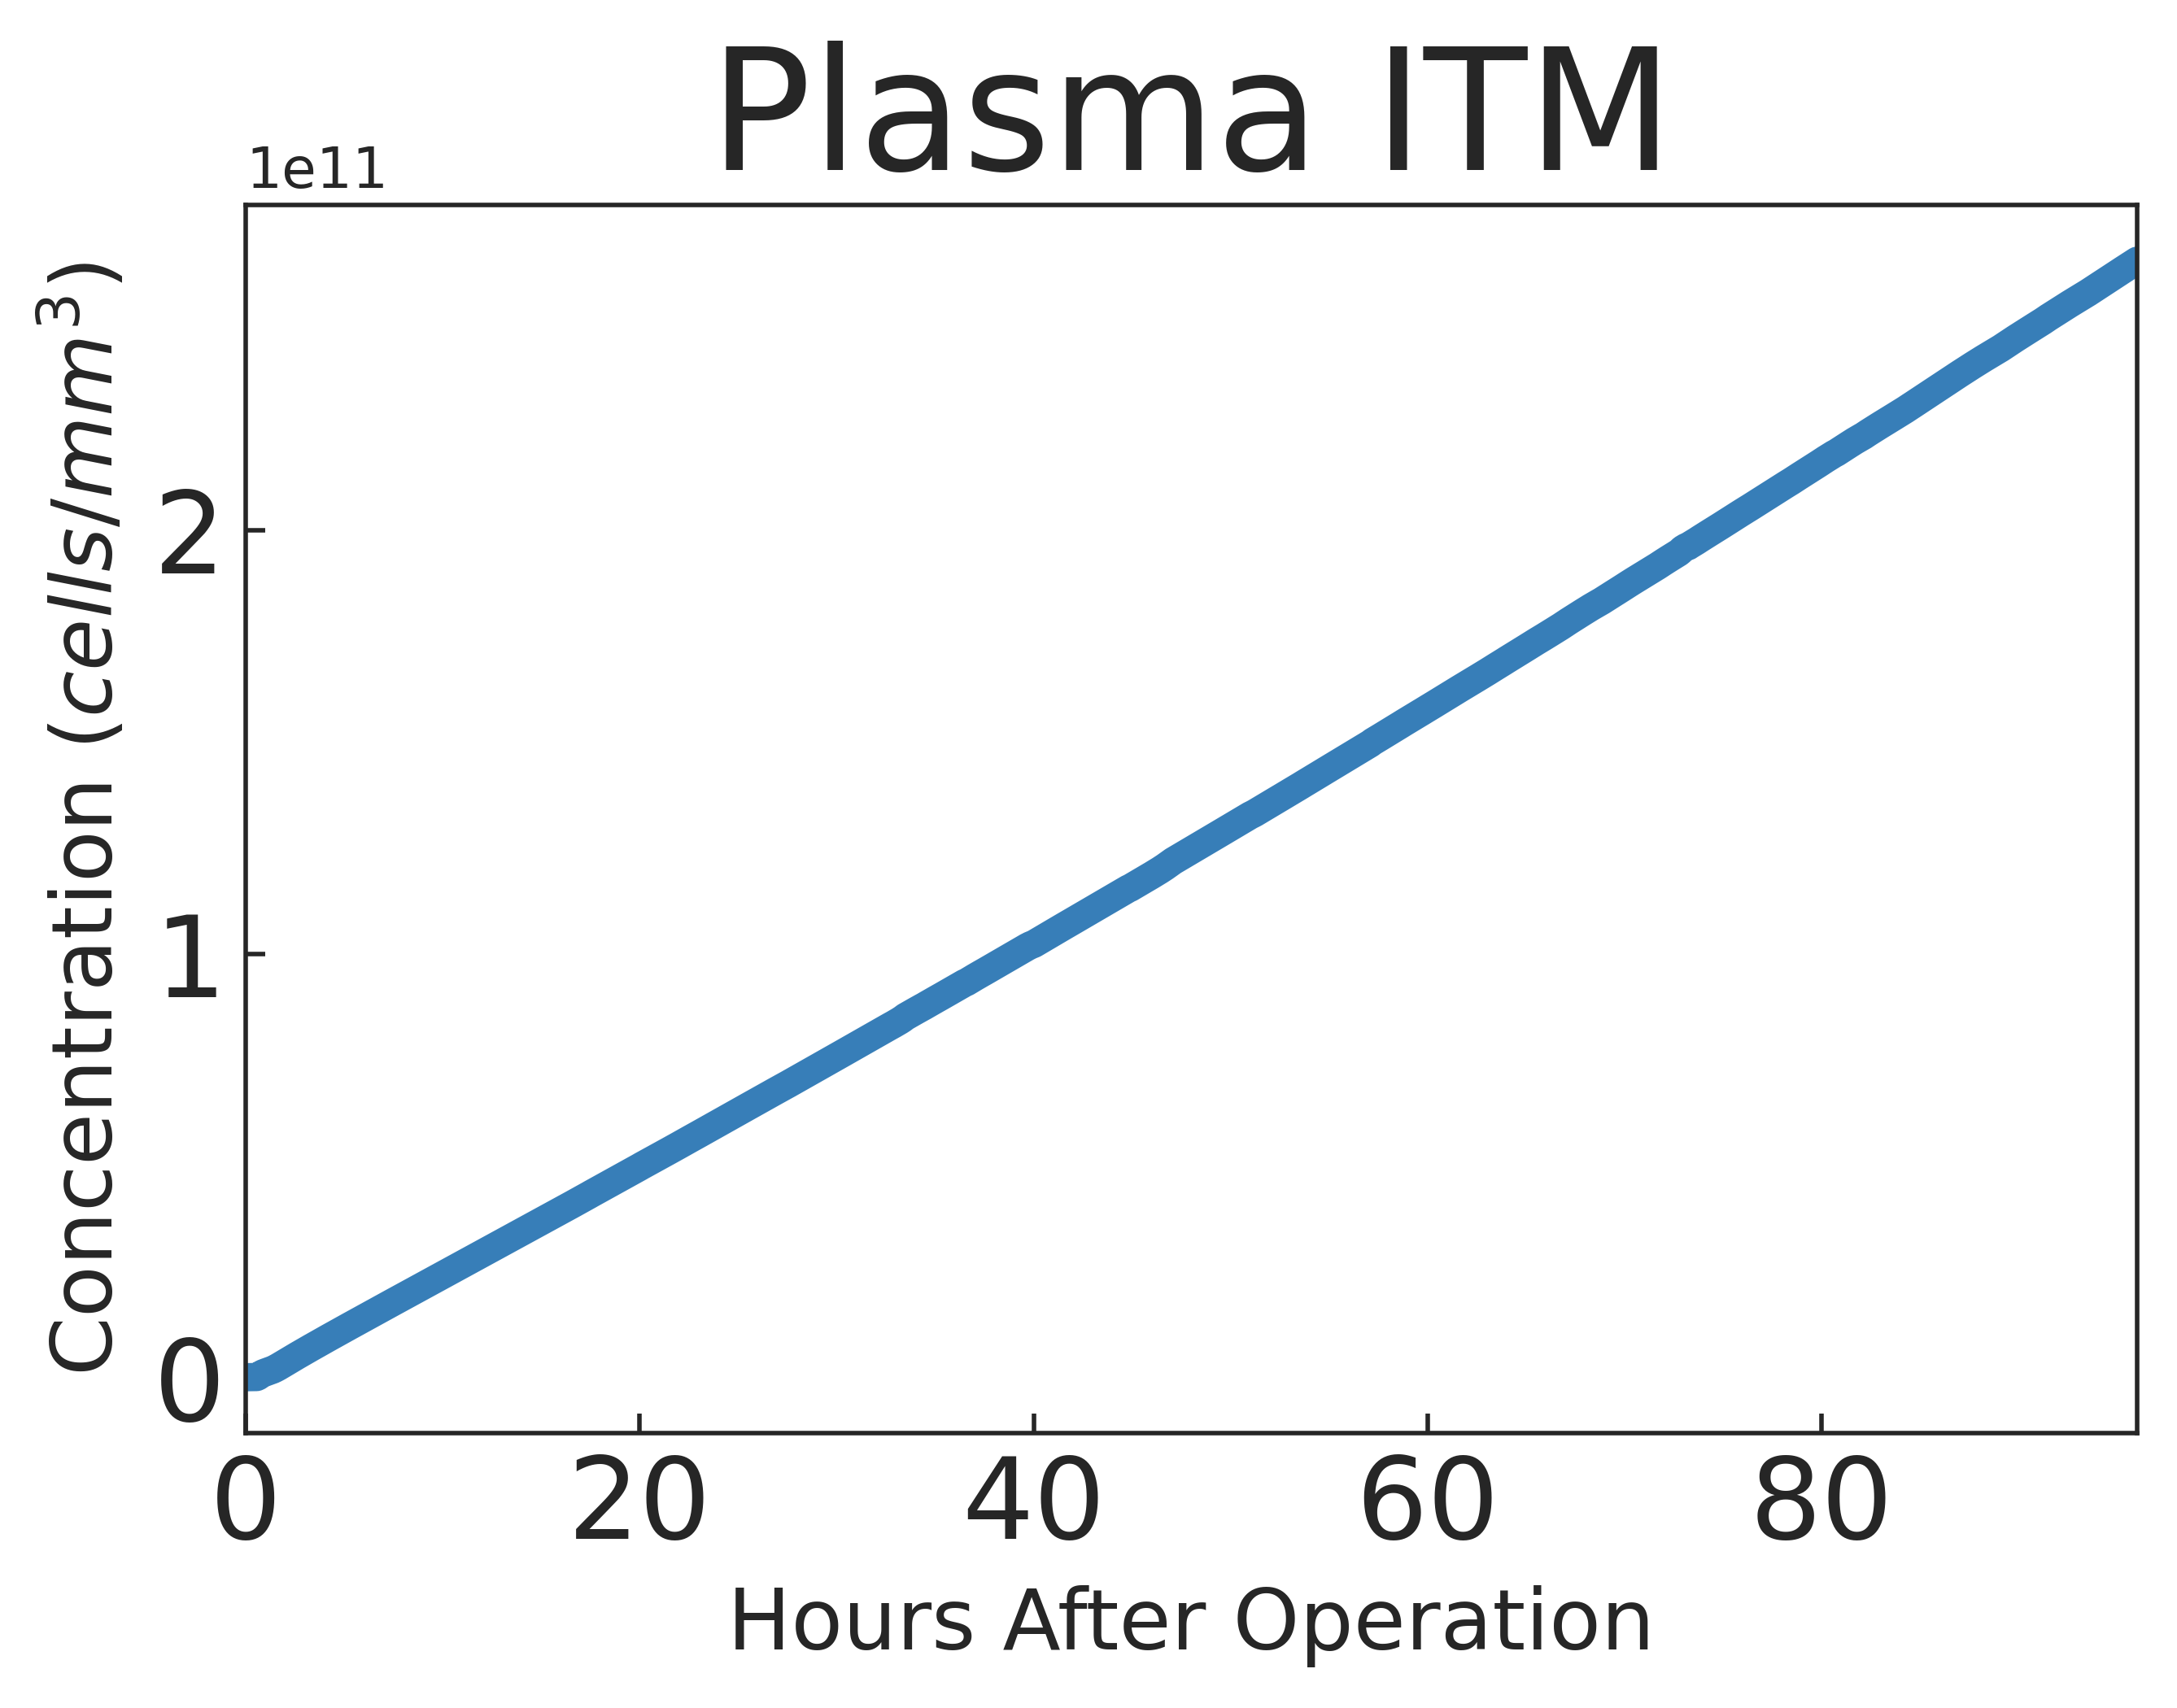 Plasma ITM
1e11
Concentration (cells/mm³)
2
1
0
0 20 40 60 80
Hours After Operation